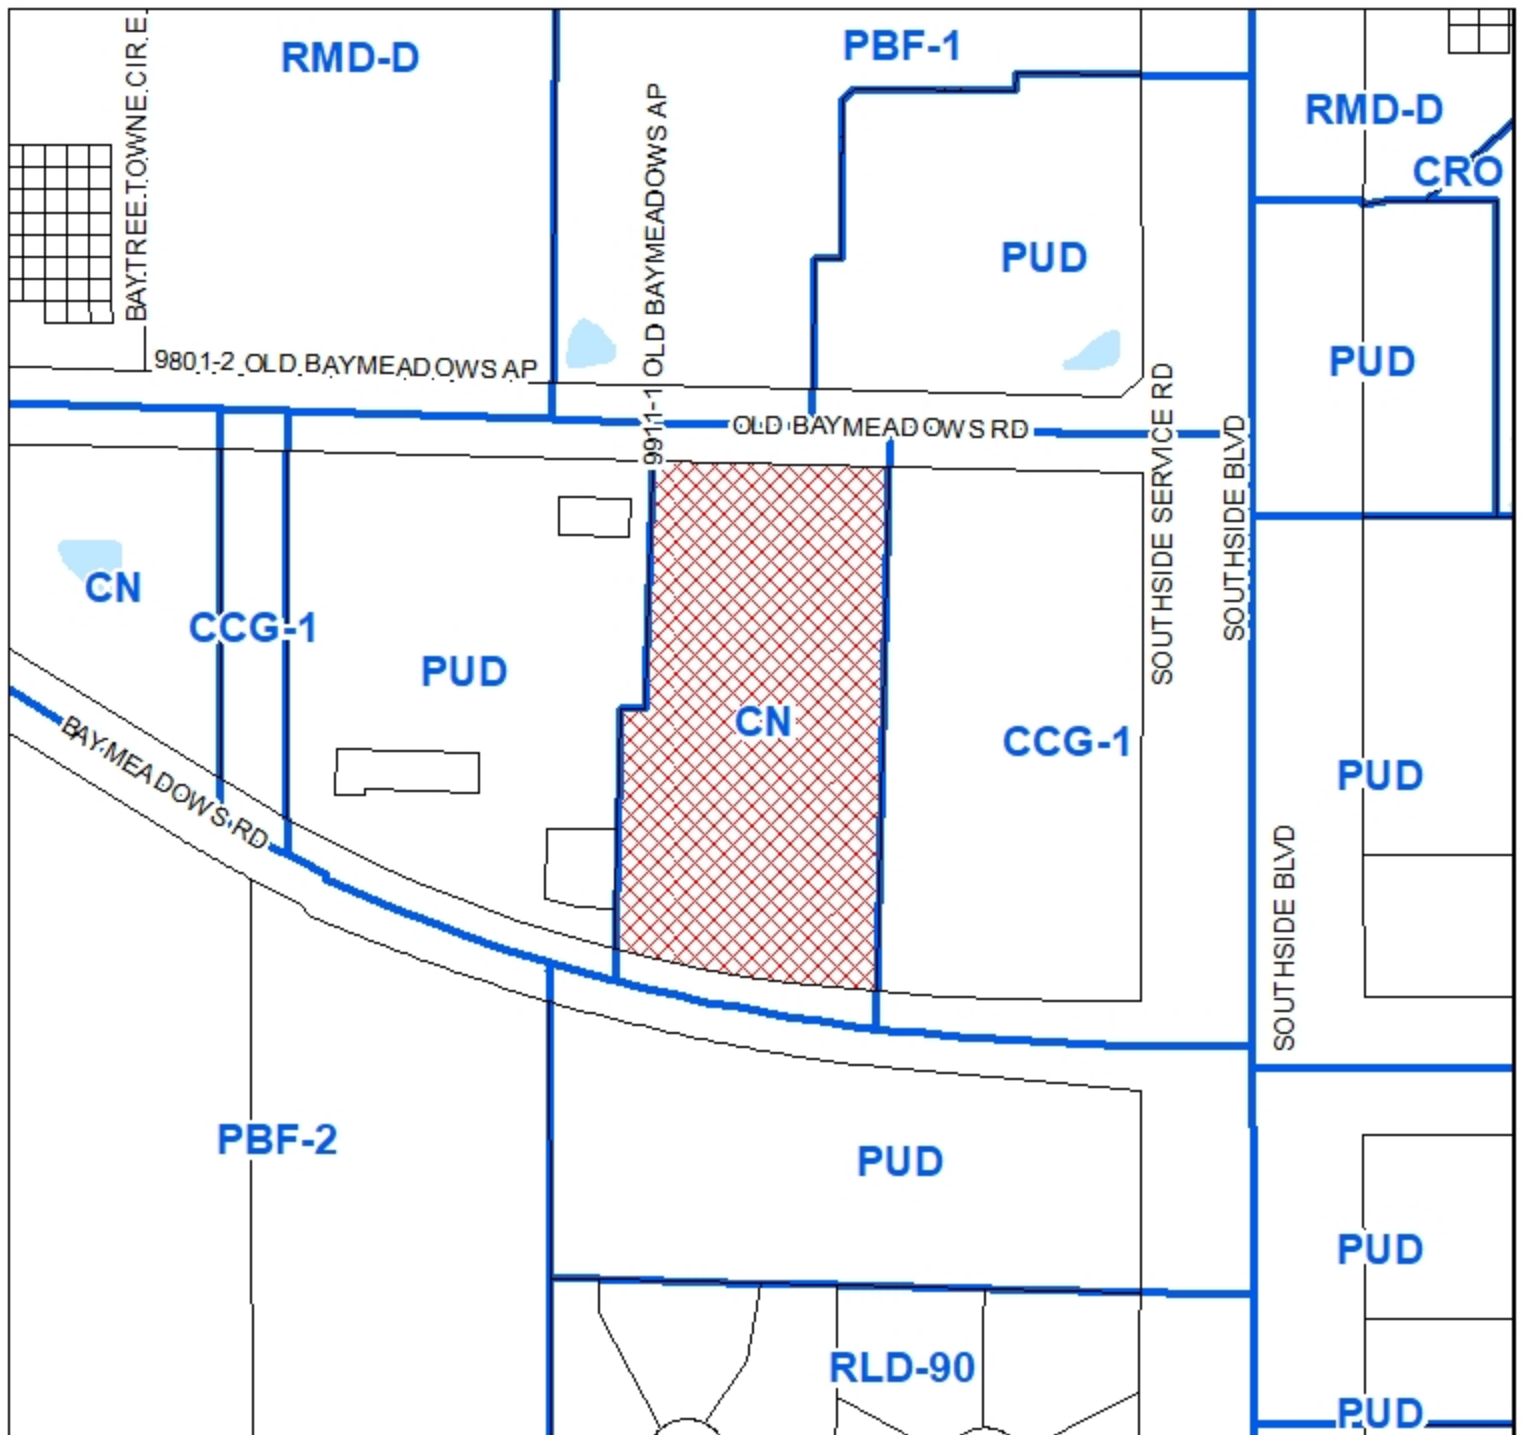 RMD-D
PBF-1
RMD-D
CRO
BAYTREE TOWNE CIR E
9911-1 OLD BAYMEADOWS AP
PUD
PUD
9801-2 OLD BAYMEADOWS AP
OLD BAYMEADOWS RD
SOUTHSIDE SERVICE RD
SOUTHSIDE BLVD
CN
CCG-1
PUD
CN
CCG-1
PUD
BAYMEADOWS RD
SOUTHSIDE BLVD
PBF-2
PUD
PUD
RLD-90
PUD